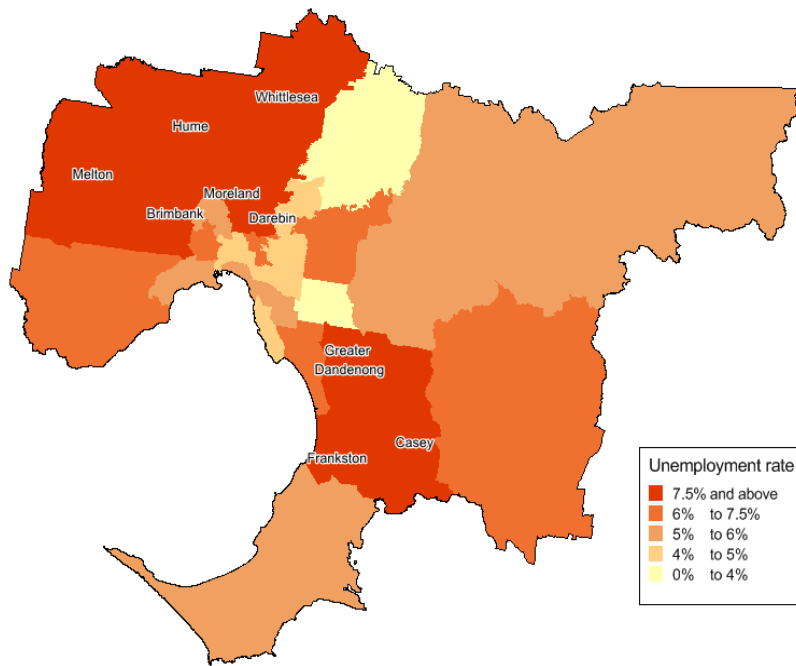 Whittlesea
Hume
Melton
Moreland
Brimbank
Darebin
Greater
Dandenong
Casey
Frankston
Unemployment rate
7.5% and above
6% to 7.5%
5% to 6%
4% to 5%
0% to 4%